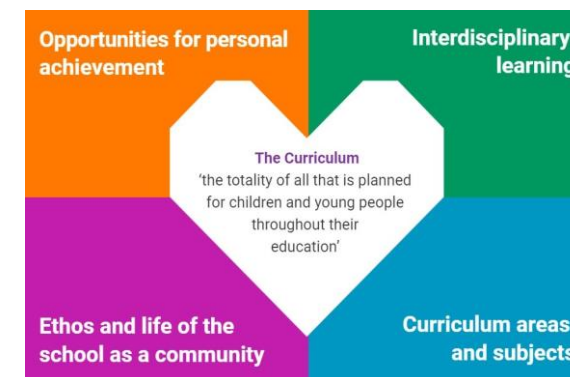 Opportunities for personal
achievement
Interdisciplinary
learning
The Curriculum
‘the totality of all that is planned
for children and young people
throughout their
education’
Ethos and life of the
school as a community
Curriculum areas
and subjects